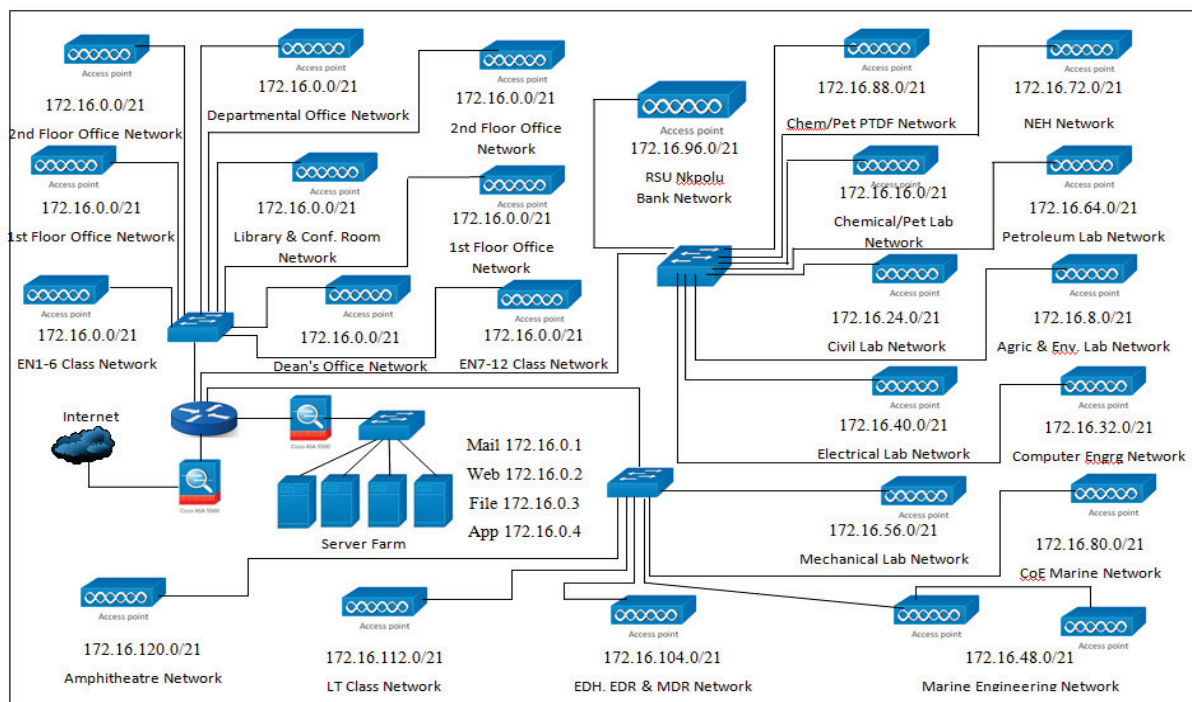 Access point
172.16.0.0/21
2nd Floor Office Network
Access point
172.16.0.0/21
Departmental Office Network
Access point
172.16.0.0/21
2nd Floor Office
Network
Access point
172.16.0.0/21
1st Floor Office Network
Access point
172.16.0.0/21
Library & Conf. Room
Network
Access point
172.16.0.0/21
1st Floor Office
Network
Access point
172.16.0.0/21
EN1-6 Class Network
Access point
172.16.0.0/21
Dean's Office Network
Access point
172.16.0.0/21
EN7-12 Class Network
Access point
172.16.96.0/21
RSU Nkpolu
Bank Network
Access point
172.16.88.0/21
Chem/Pet PTDF Network
Access point
172.16.72.0/21
NEH Network
Access point
172.16.16.0/21
Chemical/Pet Lab
Network
Access point
172.16.64.0/21
Petroleum Lab Network
Access point
172.16.24.0/21
Civil Lab Network
Access point
172.16.8.0/21
Agric & Env. Lab Network
Access point
172.16.40.0/21
Electrical Lab Network
Access point
172.16.32.0/21
Computer Engrg Network
Internet
Cisco ASA 5500
Cisco ASA 5500
Server Farm
Mail 172.16.0.1
Web 172.16.0.2
File 172.16.0.3
App 172.16.0.4
Access point
172.16.56.0/21
Mechanical Lab Network
Access point
172.16.80.0/21
CoE Marine Network
Access point
172.16.120.0/21
Amphitheatre Network
Access point
172.16.112.0/21
LT Class Network
Access point
172.16.104.0/21
EDH. EDR & MDR Network
Access point
Access point
172.16.48.0/21
Marine Engineering Network